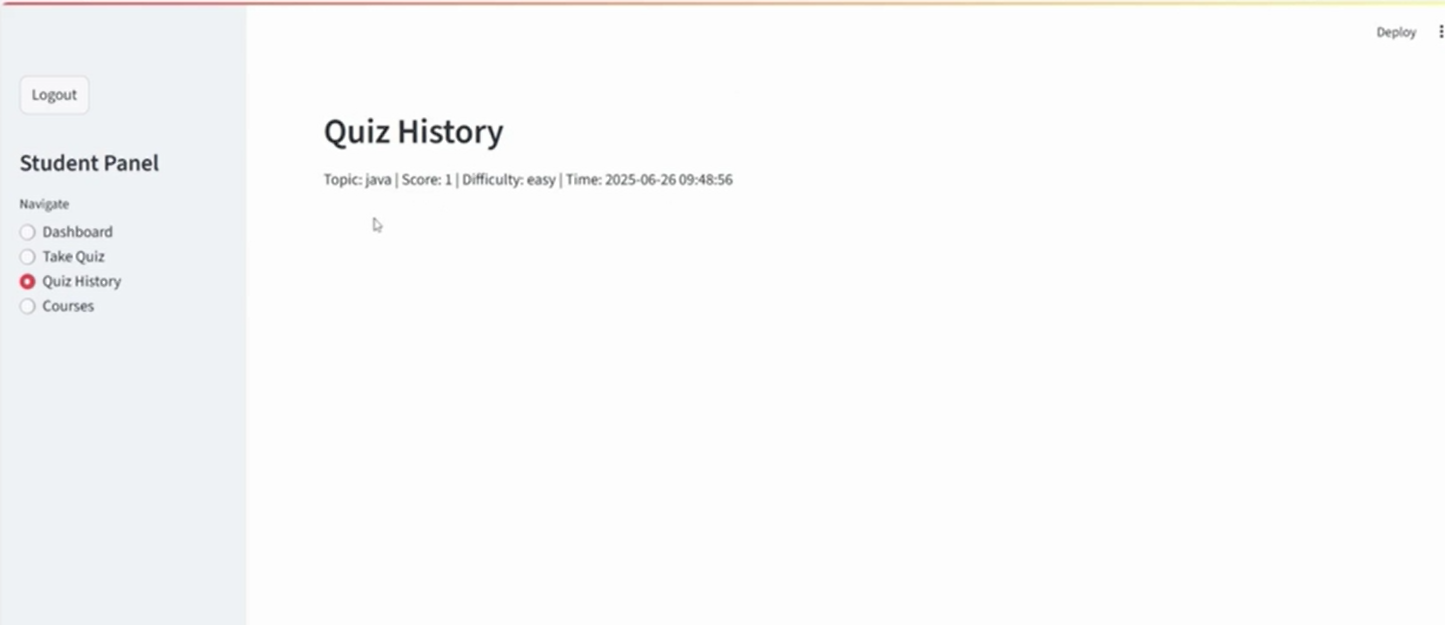 Deploy
Logout
Student Panel
Navigate
Dashboard
Take Quiz
Quiz History
Courses
Quiz History
Topic: java | Score: 1 | Difficulty: easy | Time: 2025-06-26 09:48:56